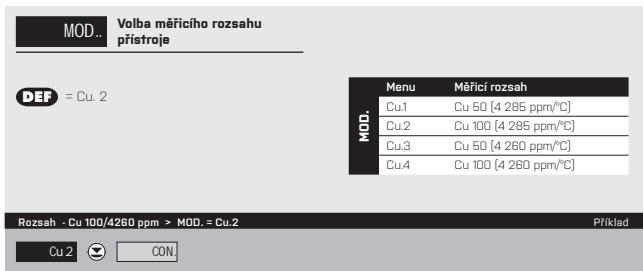 MOD..
Volba měřicího rozsahu
přístroje
DEF = Cu. 2
MOD.
Menu Měřicí rozsah
Cu.1 Cu 50 (4 285 ppm/°C)
Cu.2 Cu 100 (4 285 ppm/°C)
Cu.3 Cu 50 (4 260 ppm/°C)
Cu.4 Cu 100 (4 260 ppm/°C)
Rozsah - Cu 100/4260 ppm > MOD. = Cu.2 Příklad
Cu 2 CON.